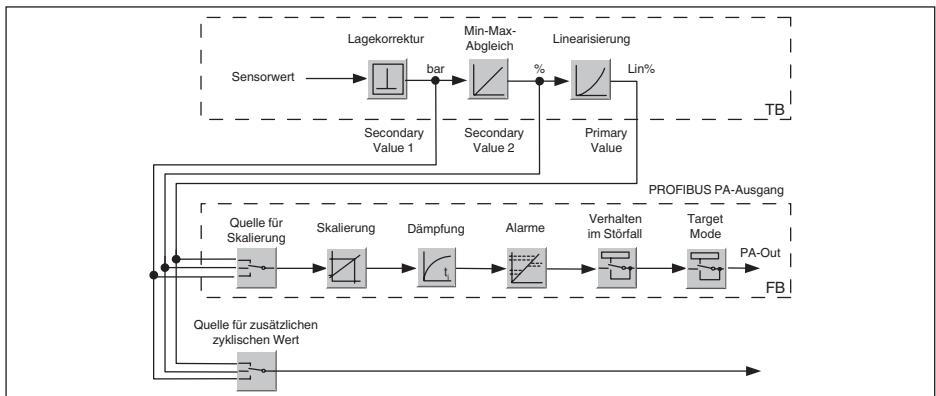 Lagekorrektur
Min-Max-
Abgleich
Linearisierung
Sensorwert
bar
%
Lin%
TB
Secondary
Value 1
Secondary
Value 2
Primary
Value
PROFIBUS PA-Ausgang
Quelle für
Skalierung
Skalierung
Dämpfung
Alarme
Verhalten
im Störfall
Target
Mode
ti
PA-Out
FB
Quelle für zusätzlichen
zyklischen Wert